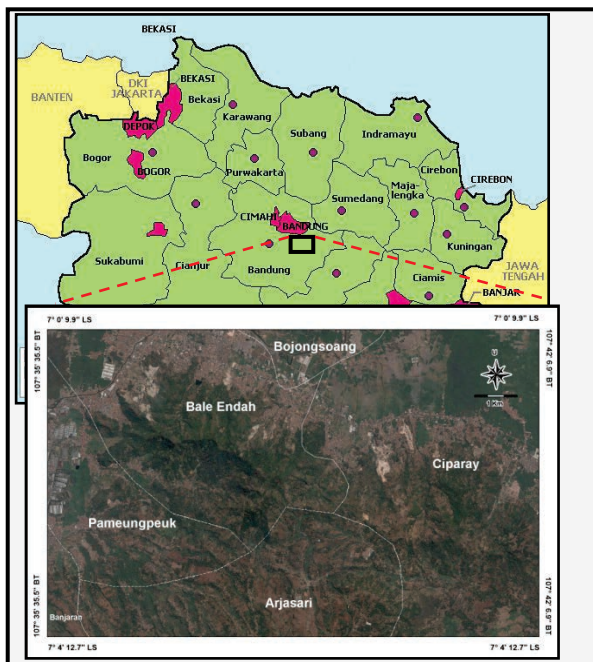 BEKASI
DKI
JAKARTA
BEKASI
BANTEN
Bekasi
Karawang
DEPOK
Subang
Indramayu
Bogor
BOGOR
Purwakarta
Cirebon
CIREBON
Maja-
lengka
Sumedang
CIMAHI
BANDUNG
Kuningan
Sukabumi
Cianjur
Bandung
Ciamis
JAWA
TENGAH
BANJAR
7° 0' 9.9" LS
7° 0' 9.9" LS
107° 35' 35.5" BT
107° 42' 6.9" BT
Bojongsoang
U
1 Km
Bale Endah
Ciparay
Pameungpeuk
Arjasari
Banjaran
107° 35' 35.5" BT
107° 42' 6.9" BT
7° 4' 12.7" LS
7° 4' 12.7" LS